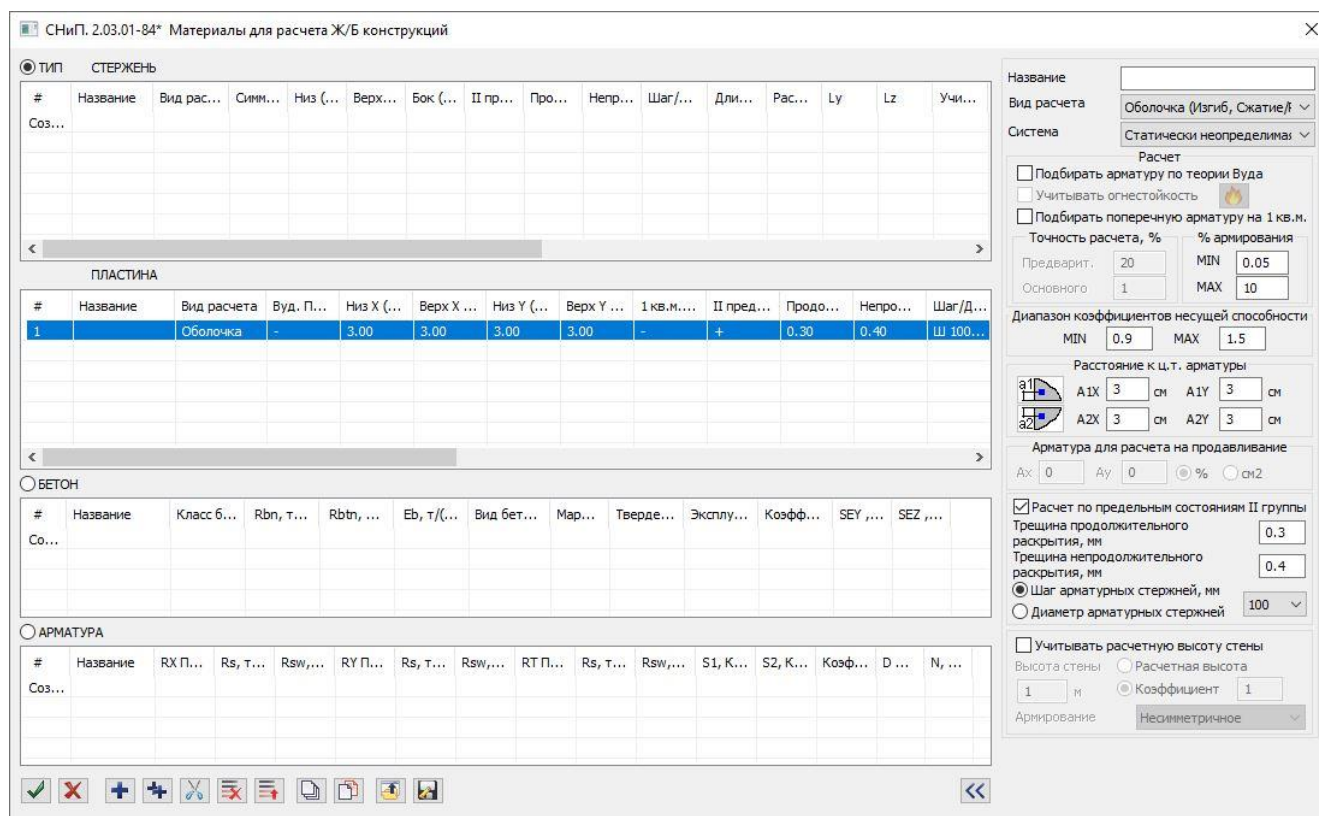 СНиП. 2.03.01-84* Материалы для расчета Ж/Б конструкций
ТИП СТЕРЖЕНЬ
# Название Вид рас... Симм... Низ (... Верх... Бок (... II пр... Про... Непр... Шаг/... Дли... Рас... Ly Lz Учи...
Соз...
ПЛАСТИНА
# Название Вид расчета Вуд. П... Низ X (... Верх X ... Низ Y (... Верх Y ... 1 кв.м.... II пред... Продо... Непро... Шаг/Д...
1 Оболочка - 3.00 3.00 3.00 3.00 - + 0.30 0.40 Ш 100...
БЕТОН
# Название Класс б... Rbn, т... Rbtn, ... Eb, т/(... Вид бет... Мар... Тверде... Эксплу... Коэфф... SEY ,... SEZ ,...
Со...
АРМАТУРА
# Название RX П... Rs, т... Rsw,... RY П... Rs, т... Rsw,... RT П... Rs, т... Rsw,... S1, К... S2, К... Коэф... D ... N, ...
Соз...
Название
Вид расчета Оболочка (Изгиб, Сжатие/
Система Статически неопределимая
Расчет
Подбирать арматуру по теории Вуда
Учитывать огнестойкость
Подбирать поперечную арматуру на 1 кв.м.
Точность расчета, % % армирования
Предварит. 20 MIN 0.05
Основного 1 MAX 10
Диапазон коэффициентов несущей способности
MIN 0.9 MAX 1.5
Расстояние к ц.т. арматуры
a1 A1X 3 см A1Y 3 см
a2 A2X 3 см A2Y 3 см
Арматура для расчета на продавливание
Ax 0 Ay 0 % см2
Расчет по предельным состояниям II группы
Трещина продолжительного
раскрытия, мм 0.3
Трещина непродолжительного
раскрытия, мм 0.4
Шаг арматурных стержней, мм
Диаметр арматурных стержней 100
Учитывать расчетную высоту стены
Высота стены Расчетная высота
1 м Коэффициент 1
Армирование Несимметричное